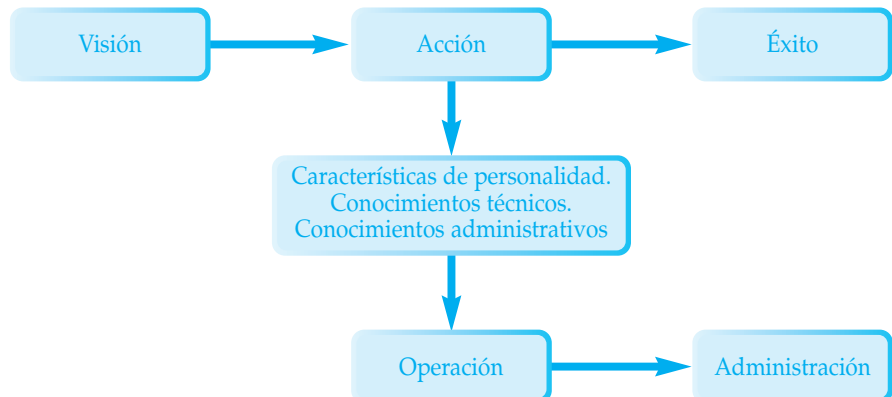 Visión
Acción
Éxito
Características de personalidad.
Conocimientos técnicos.
Conocimientos administrativos
Operación
Administración